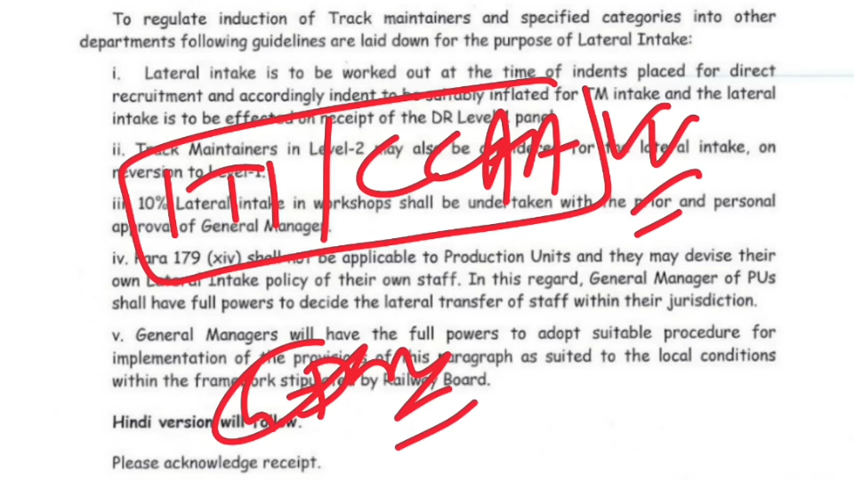 To regulate induction of Track maintainers and specified categories into other
departments following guidelines are laid down for the purpose of Lateral Intake:
i. Lateral intake is to be worked out at the time of indents placed for direct
recruitment and accordingly indent to be suitably inflated for TM intake and the lateral
intake is to be effected on receipt of the DR Level-1 panel.
ii. Track Maintainers in Level-2 may also be considered for the lateral intake, on
reversion to Level-1.
iii. 10% Lateral intake in workshops shall be undertaken with the prior and personal
approval of General Manager.
ITI CCAA
iv. Para 179 (xiv) shall not be applicable to Production Units and they may devise their
own Lateral Intake policy of their own staff. In this regard, General Manager of PUs
shall have full powers to decide the lateral transfer of staff within their jurisdiction.
v. General Managers will have the full powers to adopt suitable procedure for
implementation of the provisions of this paragraph as suited to the local conditions
within the framework stipulated by Railway Board.
Hindi version will follow.
Please acknowledge receipt.